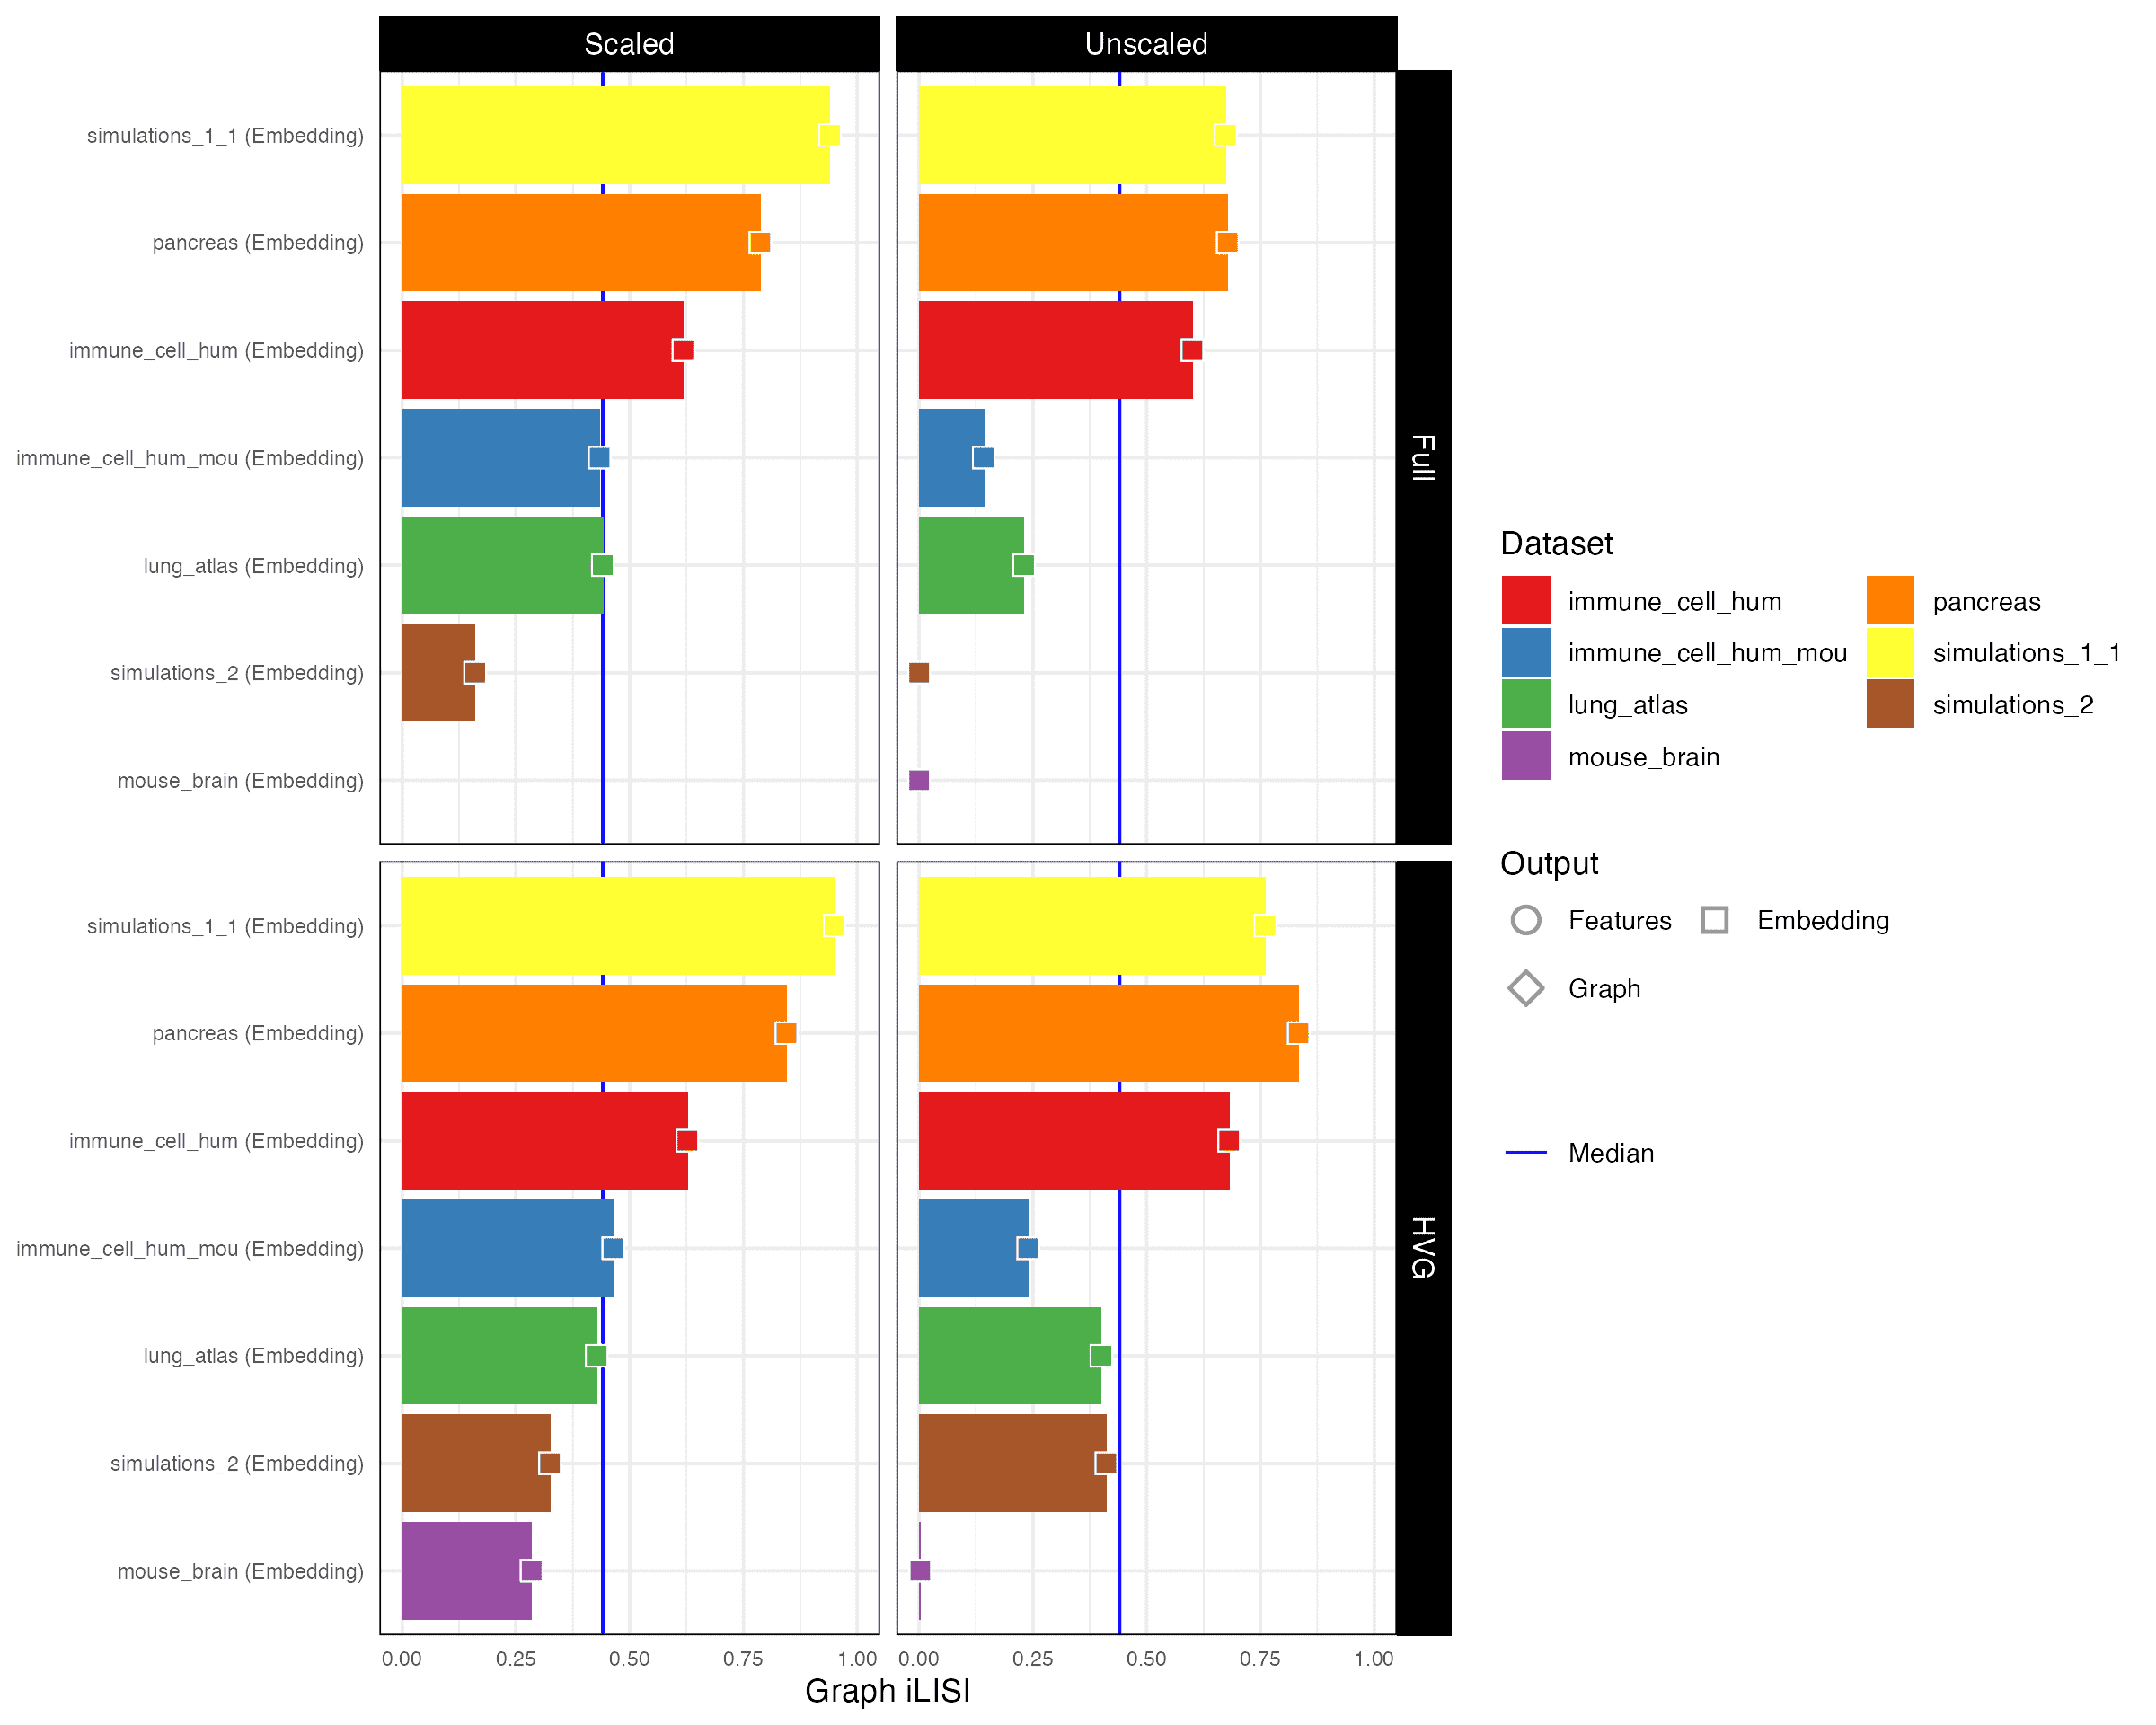 Scaled
Unscaled
simulations_1_1 (Embedding)
pancreas (Embedding)
immune_cell_hum (Embedding)
immune_cell_hum_mou (Embedding)
lung_atlas (Embedding)
simulations_2 (Embedding)
mouse_brain (Embedding)
Full
simulations_1_1 (Embedding)
pancreas (Embedding)
immune_cell_hum (Embedding)
immune_cell_hum_mou (Embedding)
lung_atlas (Embedding)
simulations_2 (Embedding)
mouse_brain (Embedding)
HVG
0.00 0.25 0.50 0.75 1.00
0.00 0.25 0.50 0.75 1.00
Graph iLISI
Dataset
immune_cell_hum
pancreas
immune_cell_hum_mou
simulations_1_1
lung_atlas
simulations_2
mouse_brain
Output
Features
Embedding
Graph
Median